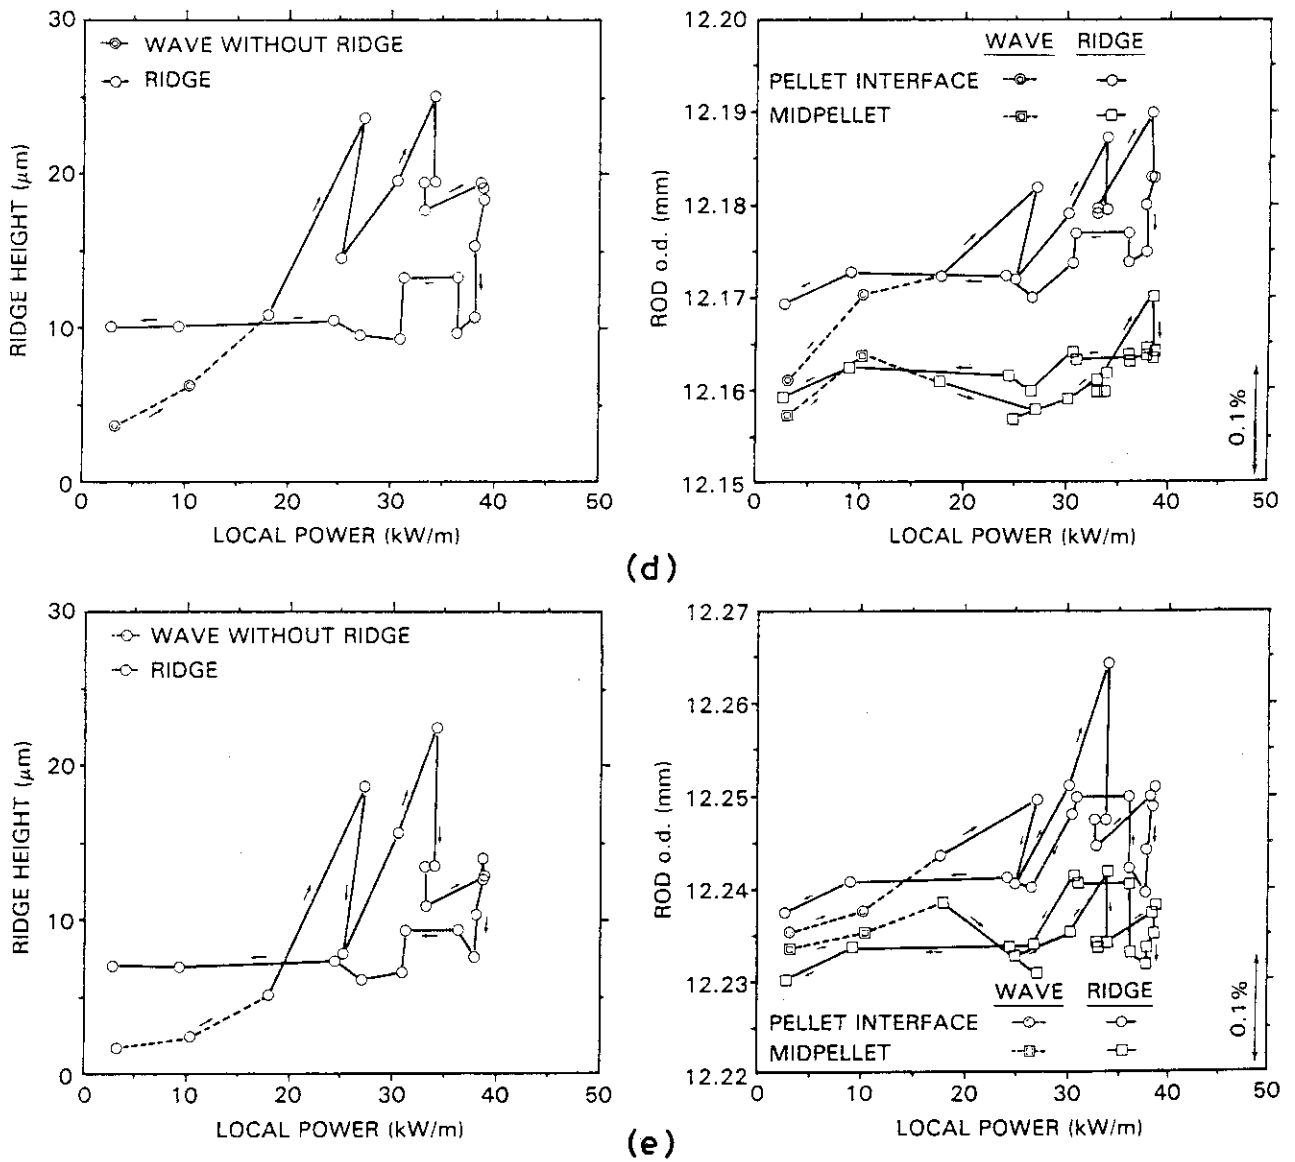 30
20
10
0
RIDGE HEIGHT (μm)
WAVE WITHOUT RIDGE
RIDGE
0 10 20 30 40 50
LOCAL POWER (kW/m)
12.20
12.19
12.18
12.17
12.16
12.15
ROD o.d. (mm)
WAVE RIDGE
PELLET INTERFACE
MIDPELLET
0.1%
0 10 20 30 40 50
LOCAL POWER (kW/m)
(d)
30
20
10
0
RIDGE HEIGHT (μm)
WAVE WITHOUT RIDGE
RIDGE
0 10 20 30 40 50
LOCAL POWER (kW/m)
12.27
12.26
12.25
12.24
12.23
12.22
ROD o.d. (mm)
WAVE RIDGE
PELLET INTERFACE
MIDPELLET
0.1%
0 10 20 30 40 50
LOCAL POWER (kW/m)
(e)